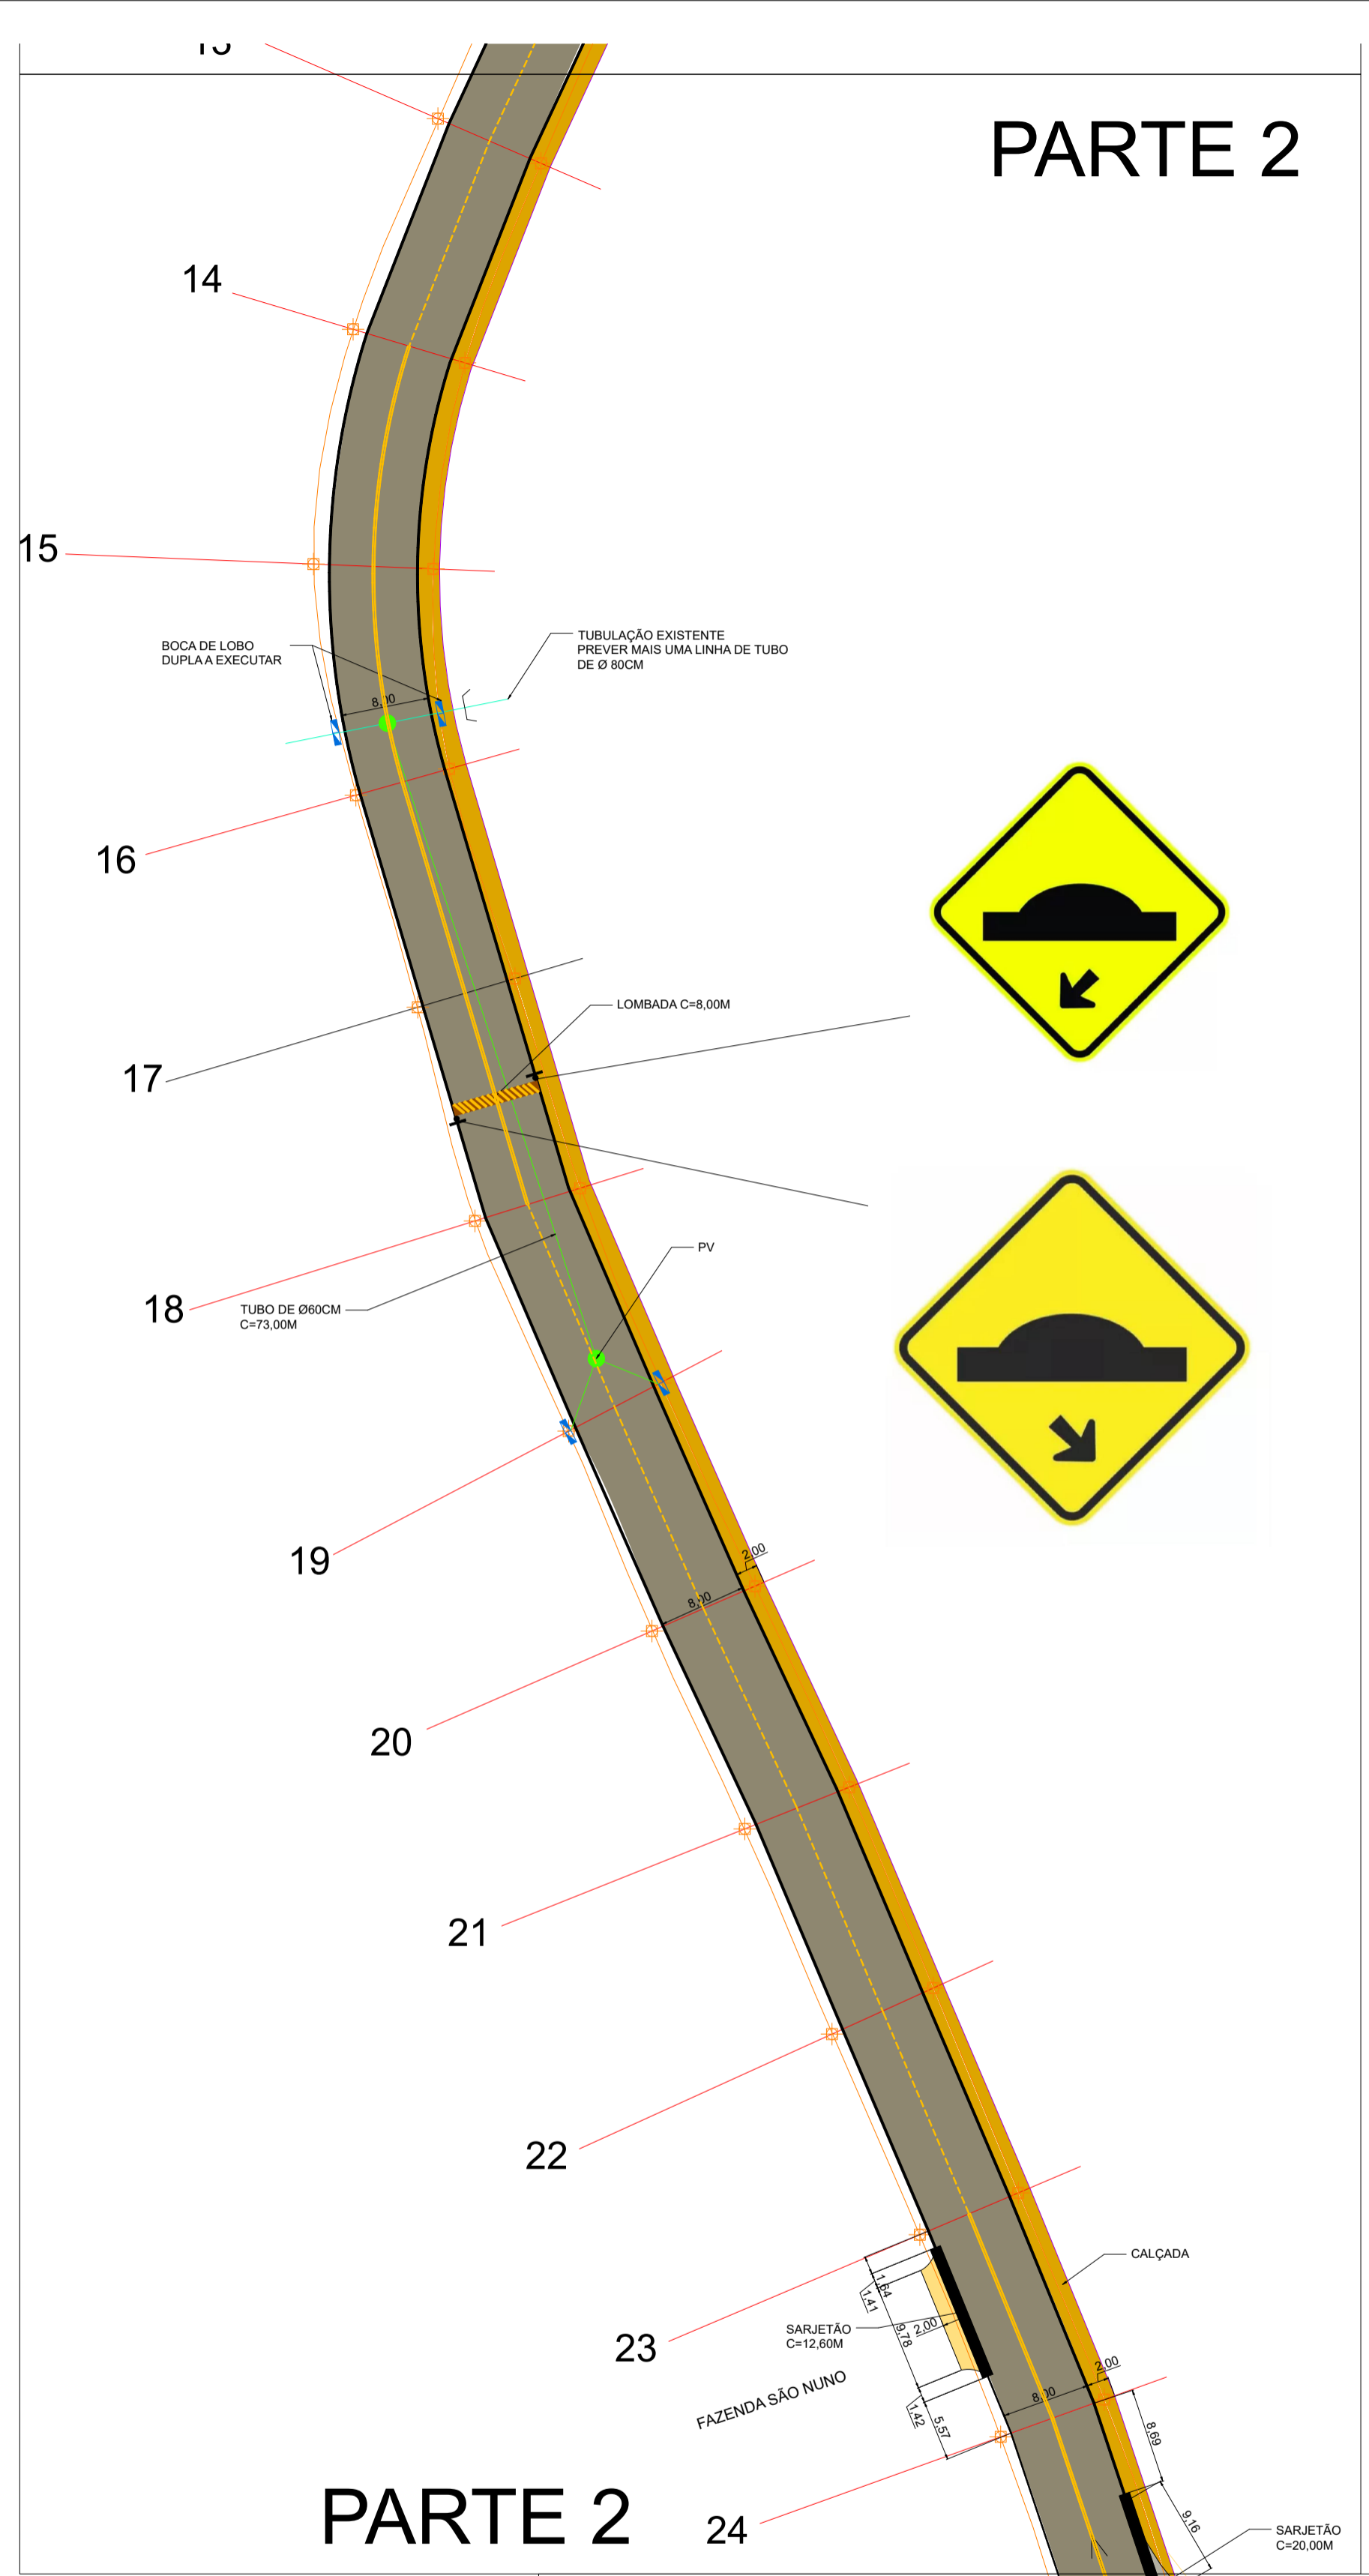 PARTE 2
14
15
BOCA DE LOBO
DUPLA A EXECUTAR
TUBULAÇÃO EXISTENTE
PREVER MAIS UMA LINHA DE TUBO
DE Ø 80CM
8,00
16
LOMBADA C=8,00M
17
PV
18
TUBO DE Ø60CM
C=73,00M
19
2,00
8,00
20
21
22
CALÇADA
1,64
1,41
9,78
2,00
SARJETÃO
C=12,60M
23
FAZENDA SÃO NUNO
1,42
5,57
2,00
8,00
8,69
9,16
PARTE 2
24
SARJETÃO
C=20,00M